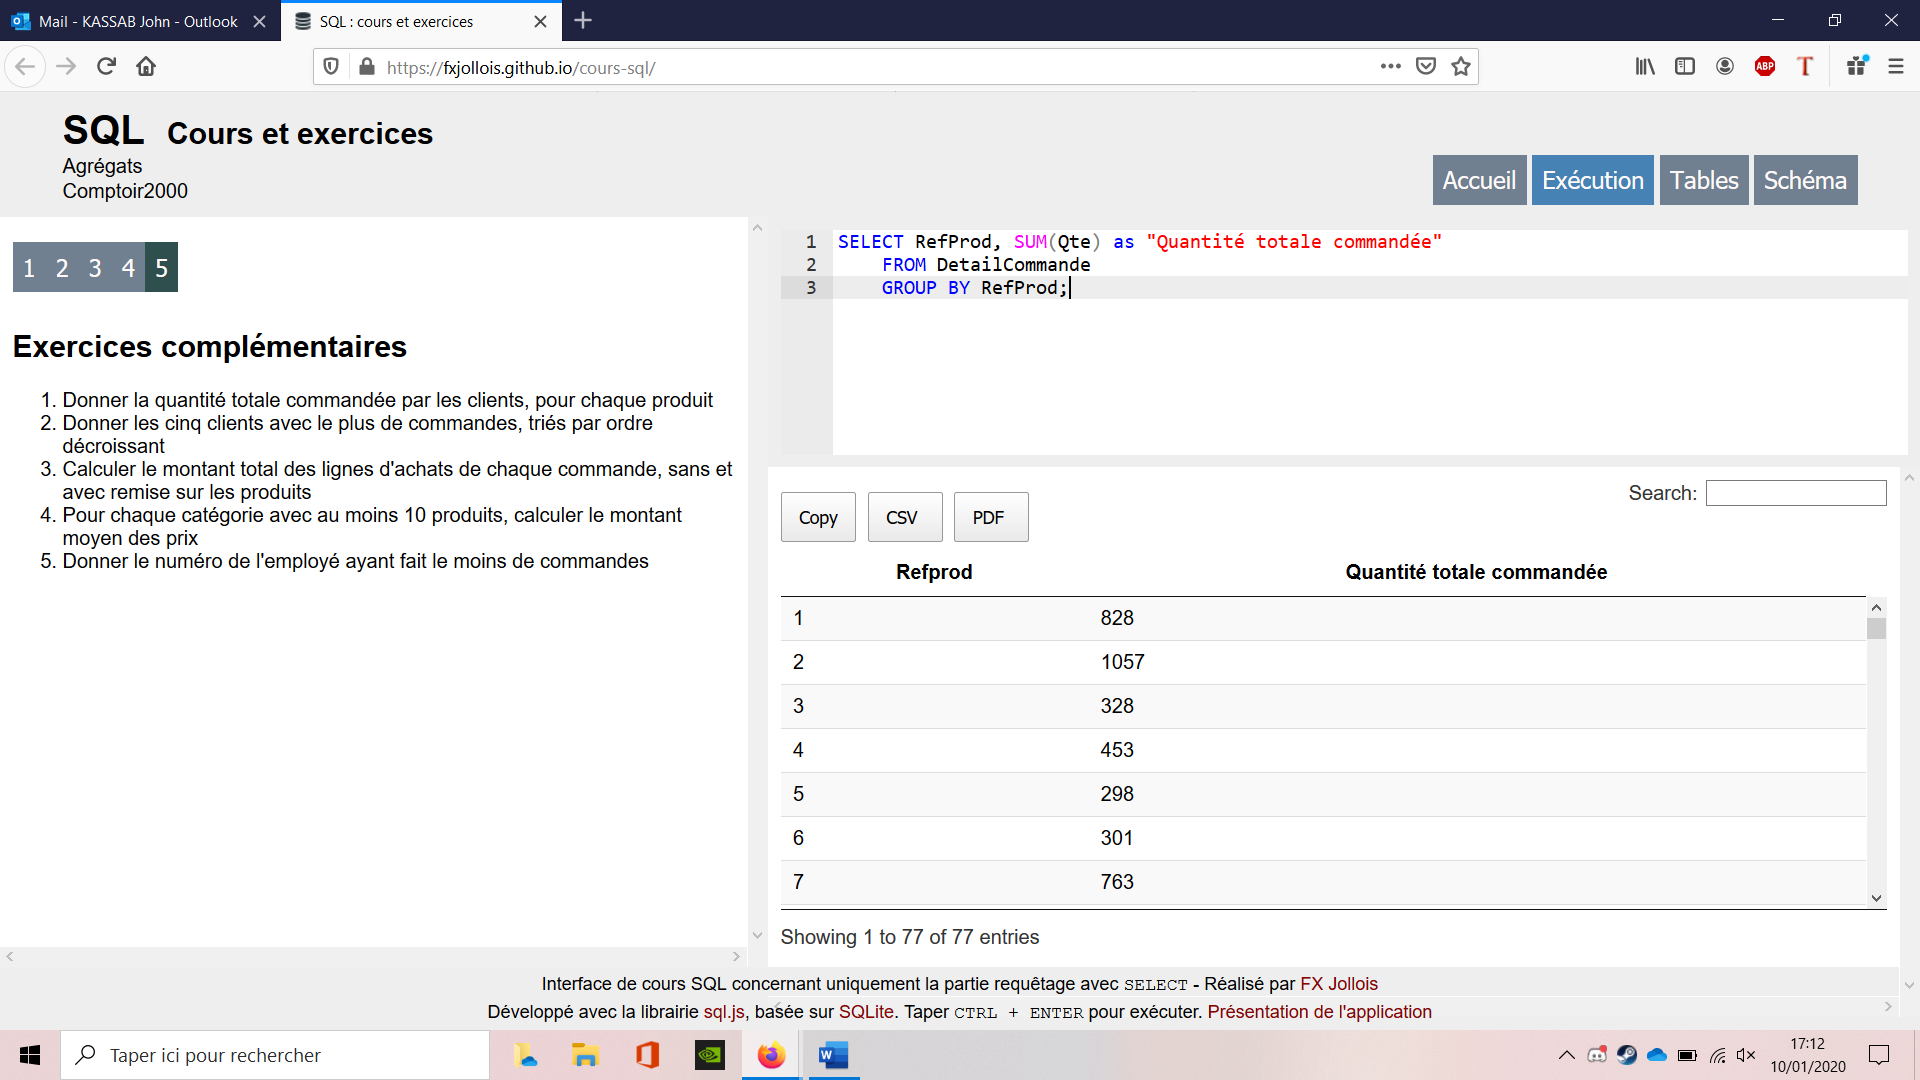 Mail - KASSAB John - Outlook
SQL : cours et exercices
https://fxjollois.github.io/cours-sql/
ABP
T
SQL Cours et exercices
Agrégats
Comptoir2000
Accueil Exécution Tables Schéma
1 2 3 4 5
Exercices complémentaires
1. Donner la quantité totale commandée par les clients, pour chaque produit
2. Donner les cinq clients avec le plus de commandes, triés par ordre
décroissant
3. Calculer le montant total des lignes d'achats de chaque commande, sans et
avec remise sur les produits
4. Pour chaque catégorie avec au moins 10 produits, calculer le montant
moyen des prix
5. Donner le numéro de l'employé ayant fait le moins de commandes
1 SELECT RefProd, SUM(Qte) as "Quantité totale commandée"
2 FROM DetailCommande
3 GROUP BY RefProd;
Search:
Copy CSV PDF
Refprod Quantité totale commandée
1 828
2 1057
3 328
4 453
5 298
6 301
7 763
Showing 1 to 77 of 77 entries
Interface de cours SQL concernant uniquement la partie requêtage avec SELECT - Réalisé par FX Jollois
Développé avec la librairie sql.js, basée sur SQLite. Taper CTRL + ENTER pour exécuter. Présentation de l'application
Taper ici pour rechercher
17:12
10/01/2020